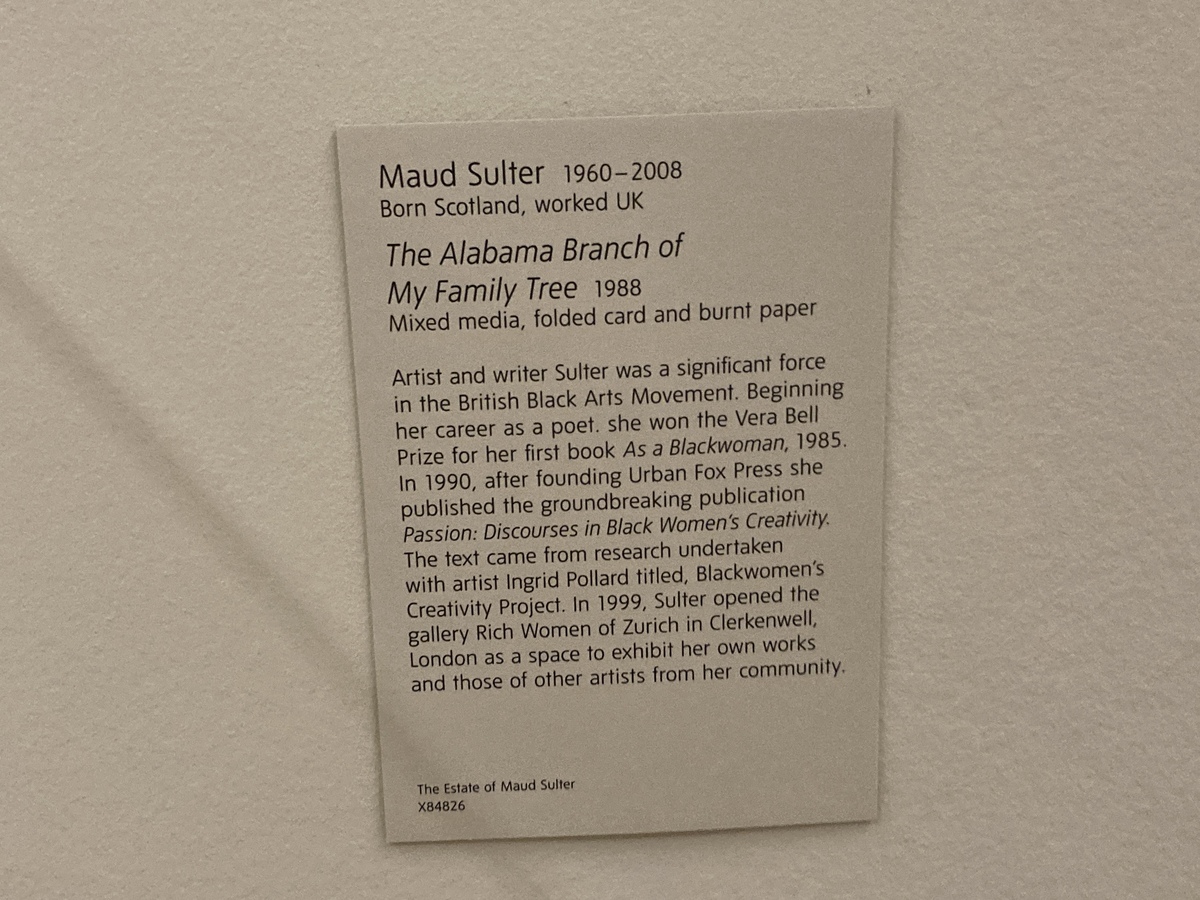 Maud Sulter 1960–2008
Born Scotland, worked UK
The Alabama Branch of
My Family Tree 1988
Mixed media, folded card and burnt paper
Artist and writer Sulter was a significant force
in the British Black Arts Movement. Beginning
her career as a poet. she won the Vera Bell
Prize for her first book As a Blackwoman, 1985.
In 1990, after founding Urban Fox Press she
published the groundbreaking publication
Passion: Discourses in Black Women's Creativity.
The text came from research undertaken
with artist Ingrid Pollard titled, Blackwomen's
Creativity Project. In 1999, Sulter opened the
gallery Rich Women of Zurich in Clerkenwell,
London as a space to exhibit her own works
and those of other artists from her community.
The Estate of Maud Sulter
X84826